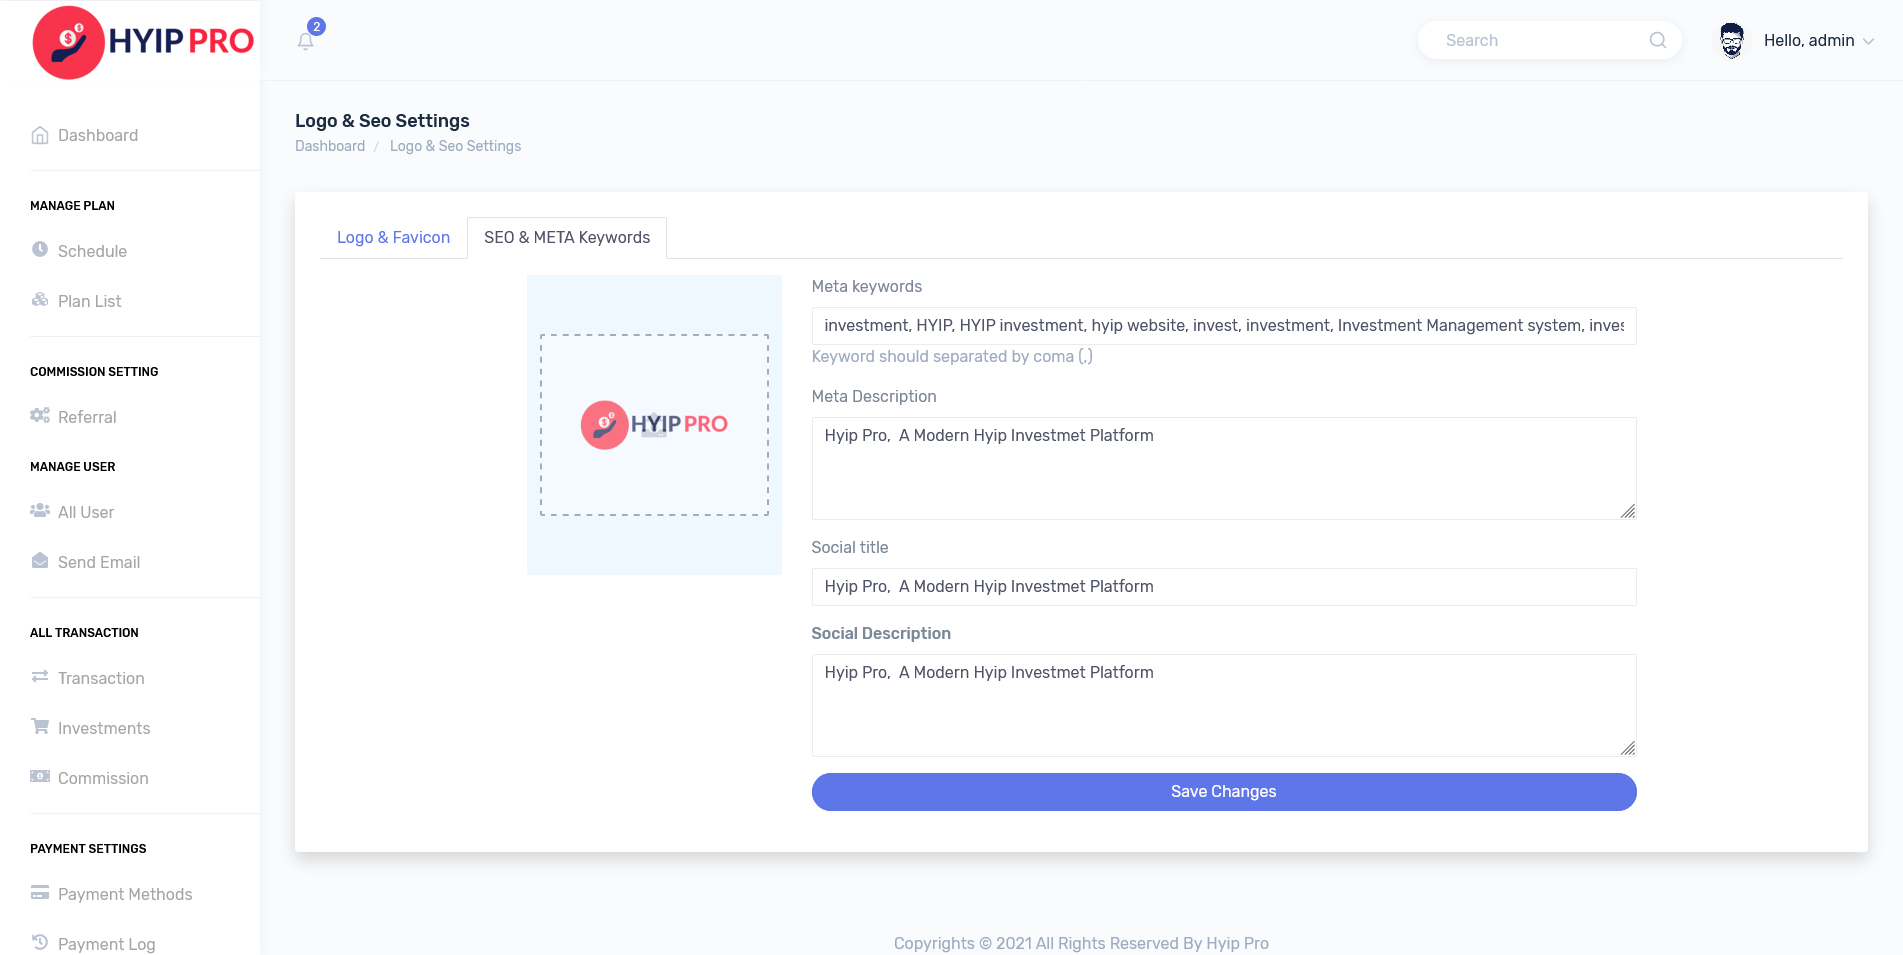 HYIP PRO
2
Search
Hello, admin
Dashboard
MANAGE PLAN
Schedule
Plan List
COMMISSION SETTING
Referral
MANAGE USER
All User
Send Email
ALL TRANSACTION
Transaction
Investments
Commission
PAYMENT SETTINGS
Payment Methods
Payment Log
Logo & Seo Settings
Dashboard / Logo & Seo Settings
Logo & Favicon
SEO & META Keywords
HYIP PRO
Meta keywords
investment, HYIP, HYIP investment, hyip website, invest, investment, Investment Management system, inves
Keyword should separated by coma (,)
Meta Description
Hyip Pro,  A Modern Hyip Investmet Platform
Social title
Hyip Pro,  A Modern Hyip Investmet Platform
Social Description
Hyip Pro,  A Modern Hyip Investmet Platform
Save Changes
Copyrights © 2021 All Rights Reserved By Hyip Pro